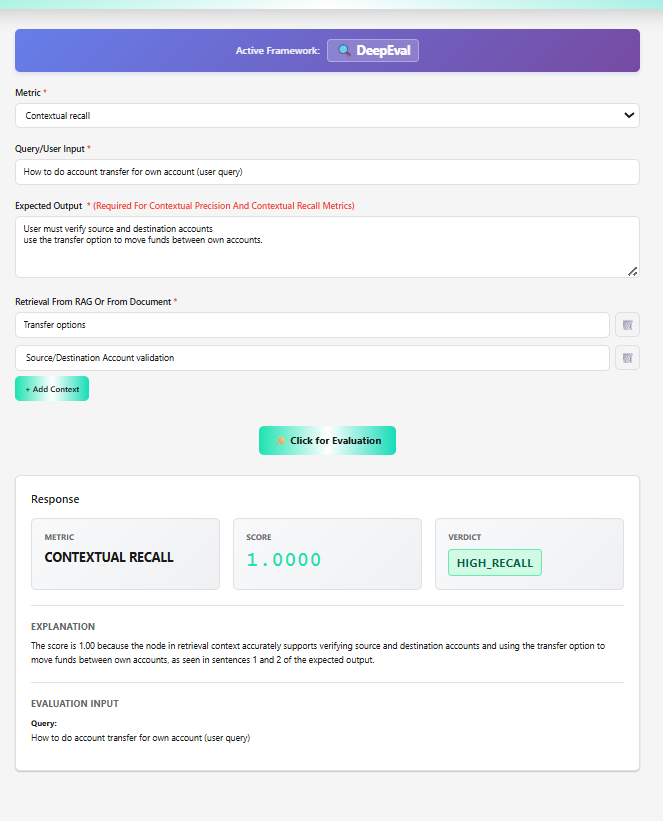 Active Framework: 🔍 DeepEval
Metric *
Contextual recall
Query/User Input *
How to do account transfer for own account (user query)
Expected Output * (Required For Contextual Precision And Contextual Recall Metrics)
User must verify source and destination accounts
use the transfer option to move funds between own accounts.
Retrieval From RAG Or From Document *
Transfer options
Source/Destination Account validation
+ Add Context
✨ Click for Evaluation
Response
METRIC
CONTEXTUAL RECALL
SCORE
1.0000
VERDICT
HIGH_RECALL
EXPLANATION
The score is 1.00 because the node in retrieval context accurately supports verifying source and destination accounts and using the transfer option to
move funds between own accounts, as seen in sentences 1 and 2 of the expected output.
EVALUATION INPUT
Query:
How to do account transfer for own account (user query)